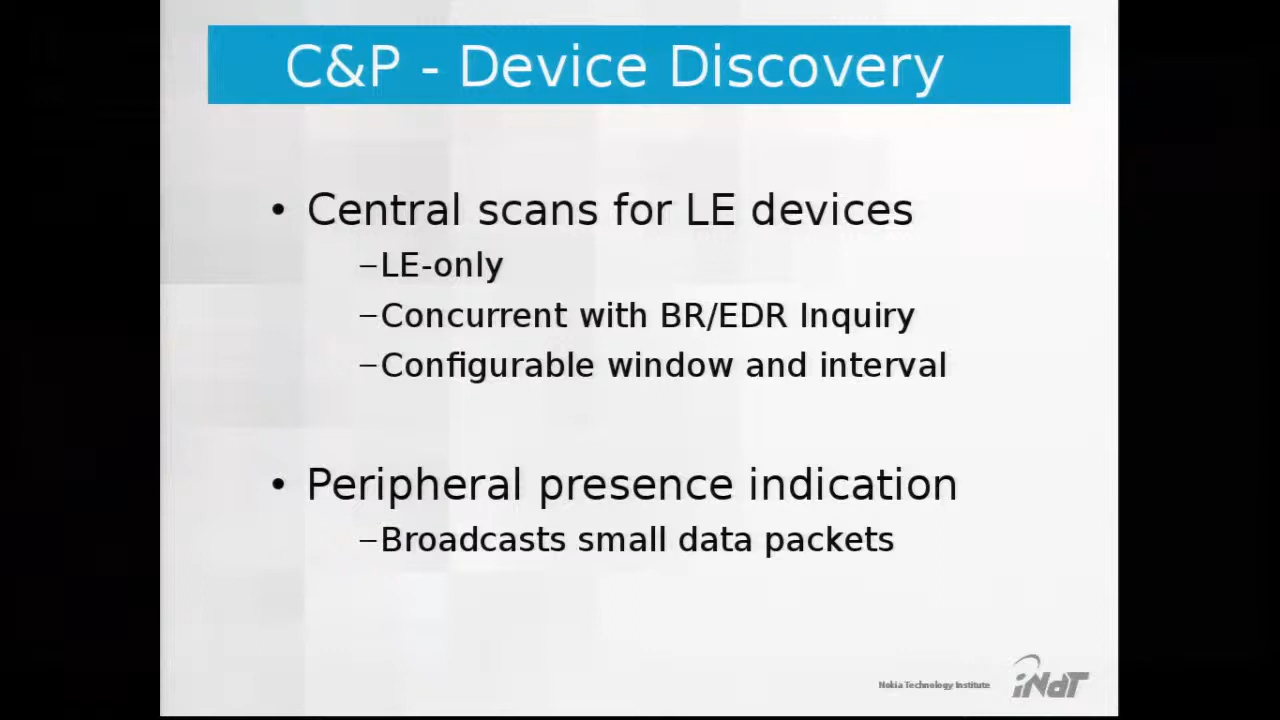 C&P - Device Discovery
• Central scans for LE devices
–LE-only
–Concurrent with BR/EDR Inquiry
–Configurable window and interval
• Peripheral presence indication
–Broadcasts small data packets
Nokia Technology Institute
iNdT